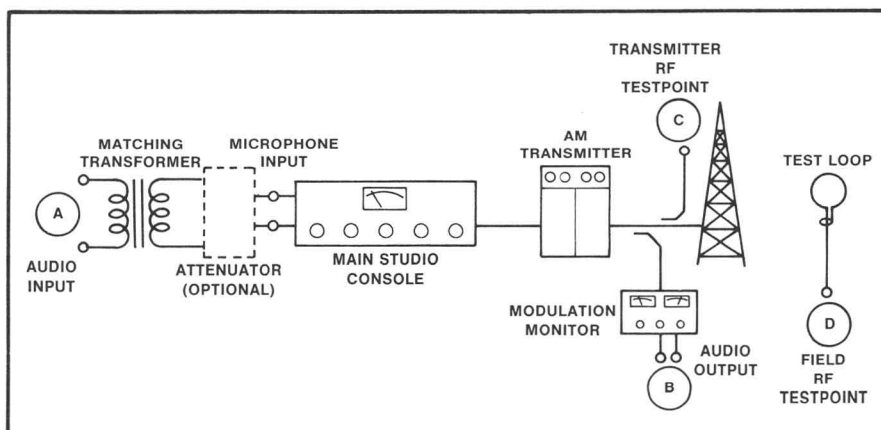 TRANSMITTER
RF
TESTPOINT
C
MATCHING
TRANSFORMER
MICROPHONE
INPUT
AM
TRANSMITTER
TEST LOOP
A
AUDIO
INPUT
ATTENUATOR
(OPTIONAL)
MAIN STUDIO
CONSOLE
MODULATION
MONITOR
AUDIO
OUTPUT
B
D
FIELD
RF
TESTPOINT